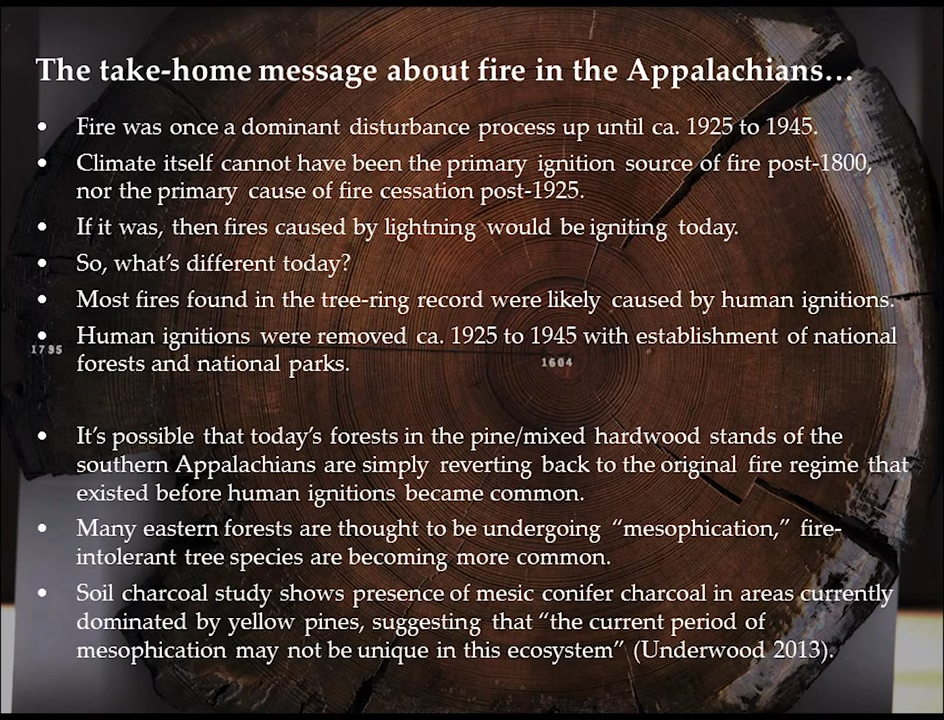 The take-home message about fire in the Appalachians…
• Fire was once a dominant disturbance process up until ca. 1925 to 1945.
• Climate itself cannot have been the primary ignition source of fire post-1800,
nor the primary cause of fire cessation post-1925.
• If it was, then fires caused by lightning would be igniting today.
• So, what's different today?
• Most fires found in the tree-ring record were likely caused by human ignitions.
• Human ignitions were removed ca. 1925 to 1945 with establishment of national
1795
forests and national parks.
1604
• It's possible that today's forests in the pine/mixed hardwood stands of the
southern Appalachians are simply reverting back to the original fire regime that
existed before human ignitions became common.
• Many eastern forests are thought to be undergoing "mesophication," fire-
intolerant tree species are becoming more common.
• Soil charcoal study shows presence of mesic conifer charcoal in areas currently
dominated by yellow pines, suggesting that "the current period of
mesophication may not be unique in this ecosystem" (Underwood 2013).